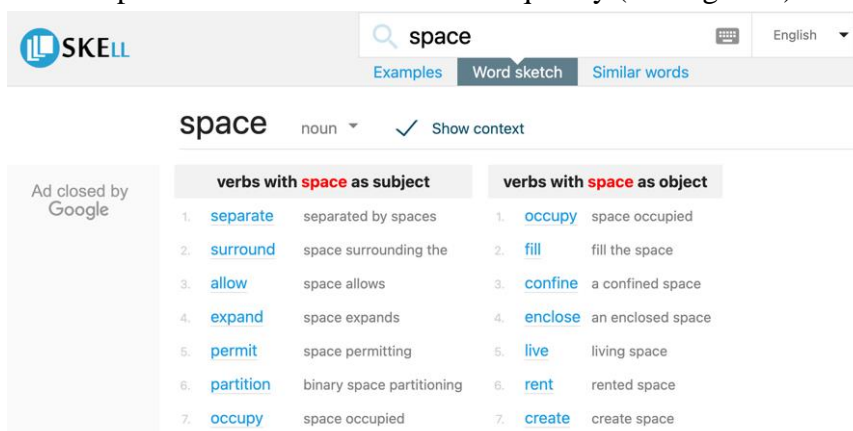 SKELL
space
English
Examples Word sketch Similar words
space noun Show context
Ad closed by
Google
verbs with space as subject
1. separate separated by spaces
2. surround space surrounding the
3. allow space allows
4. expand space expands
5. permit space permitting
6. partition binary space partitioning
7. occupy space occupied
verbs with space as object
1. occupy space occupied
2. fill fill the space
3. confine a confined space
4. enclose an enclosed space
5. live living space
6. rent rented space
7. create create space